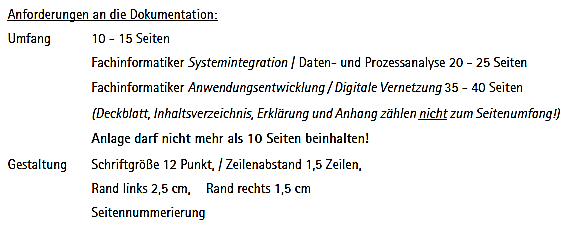 Anforderungen an die Dokumentation:
Umfang 10 - 15 Seiten
Fachinformatiker Systemintegration / Daten- und Prozessanalyse 20 - 25 Seiten
Fachinformatiker Anwendungsentwicklung / Digitale Vernetzung 35 - 40 Seiten
(Deckblatt, Inhaltsverzeichnis, Erklärung und Anhang zählen nicht zum Seitenumfang!)
Anlage darf nicht mehr als 10 Seiten beinhalten!
Gestaltung Schriftgröße 12 Punkt, / Zeilenabstand 1,5 Zeilen,
Rand links 2,5 cm, Rand rechts 1,5 cm
Seitennummerierung